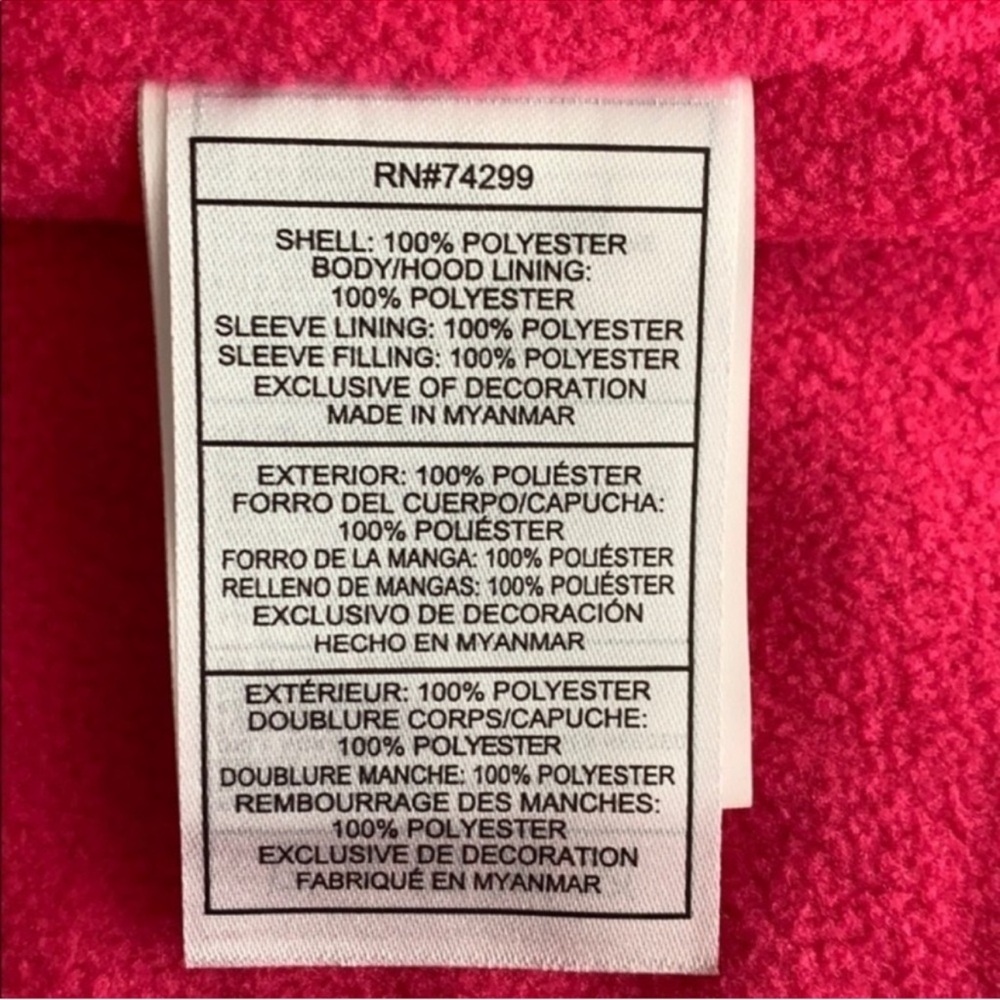 RN#74299
SHELL: 100% POLYESTER
BODY/HOOD LINING:
100% POLYESTER
SLEEVE LINING: 100% POLYESTER
SLEEVE FILLING: 100% POLYESTER
EXCLUSIVE OF DECORATION
MADE IN MYANMAR
EXTERIOR: 100% POLIÉSTER
FORRO DEL CUERPO/CAPUCHA:
100% POLIÉSTER
FORRO DE LA MANGA: 100% POLIÉSTER
RELLENO DE MANGAS: 100% POLIÉSTER
EXCLUSIVO DE DECORACIÓN
HECHO EN MYANMAR
EXTÉRIEUR: 100% POLYESTER
DOUBLURE CORPS/CAPUCHE:
100% POLYESTER
DOUBLURE MANCHE: 100% POLYESTER
REMBOURRAGE DES MANCHES:
100% POLYESTER
EXCLUSIVE DE DECORATION
FABRIQUÉ EN MYANMAR